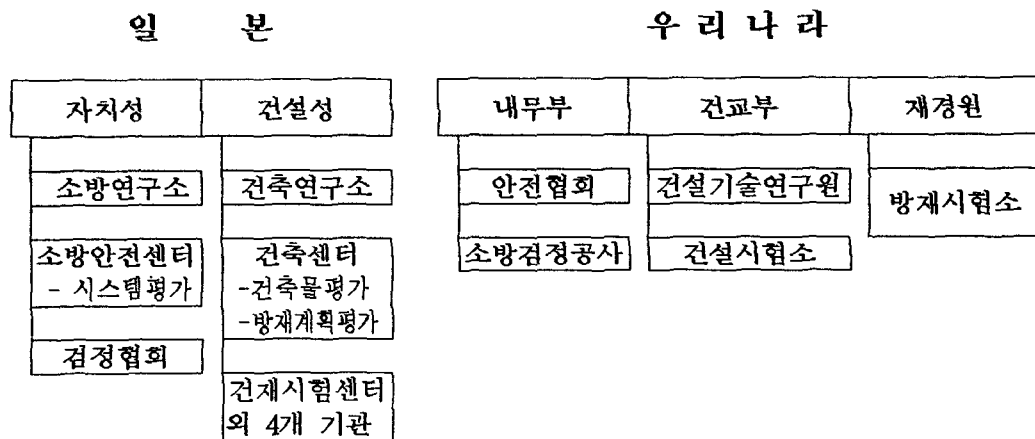 일 본
자치성
건설성
소방연구소
건축연구소
소방안전센터
- 시스템평가
건축센터
-건축물평가
-방재계획평가
검정협회
건재시험센터
외 4개 기관
우 리 나 라
내무부
건교부
재경원
안전협회
건설기술연구원
방재시험소
소방검정공사
건설시험소